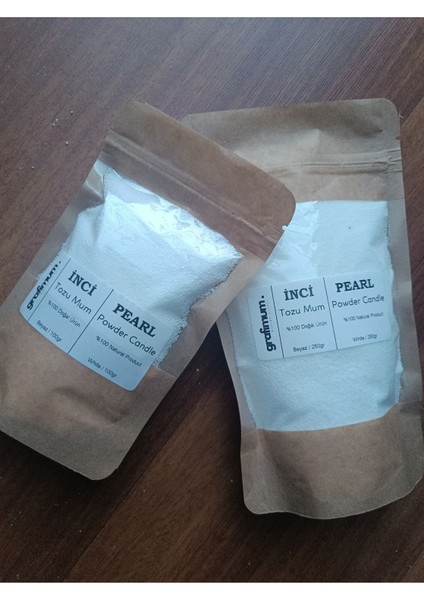 grafimum.
İNCİ
Tozu Mum
%100 Doğal Ürün
Beyaz / 100gr
PEARL
Powder Candle
%100 Natural Product
White / 100gr
grafimum.
İNCİ
Tozu Mum
%100 Doğal Ürün
Beyaz / 250gr
PEARL
Powder Candle
%100 Natural Product
White / 250gr